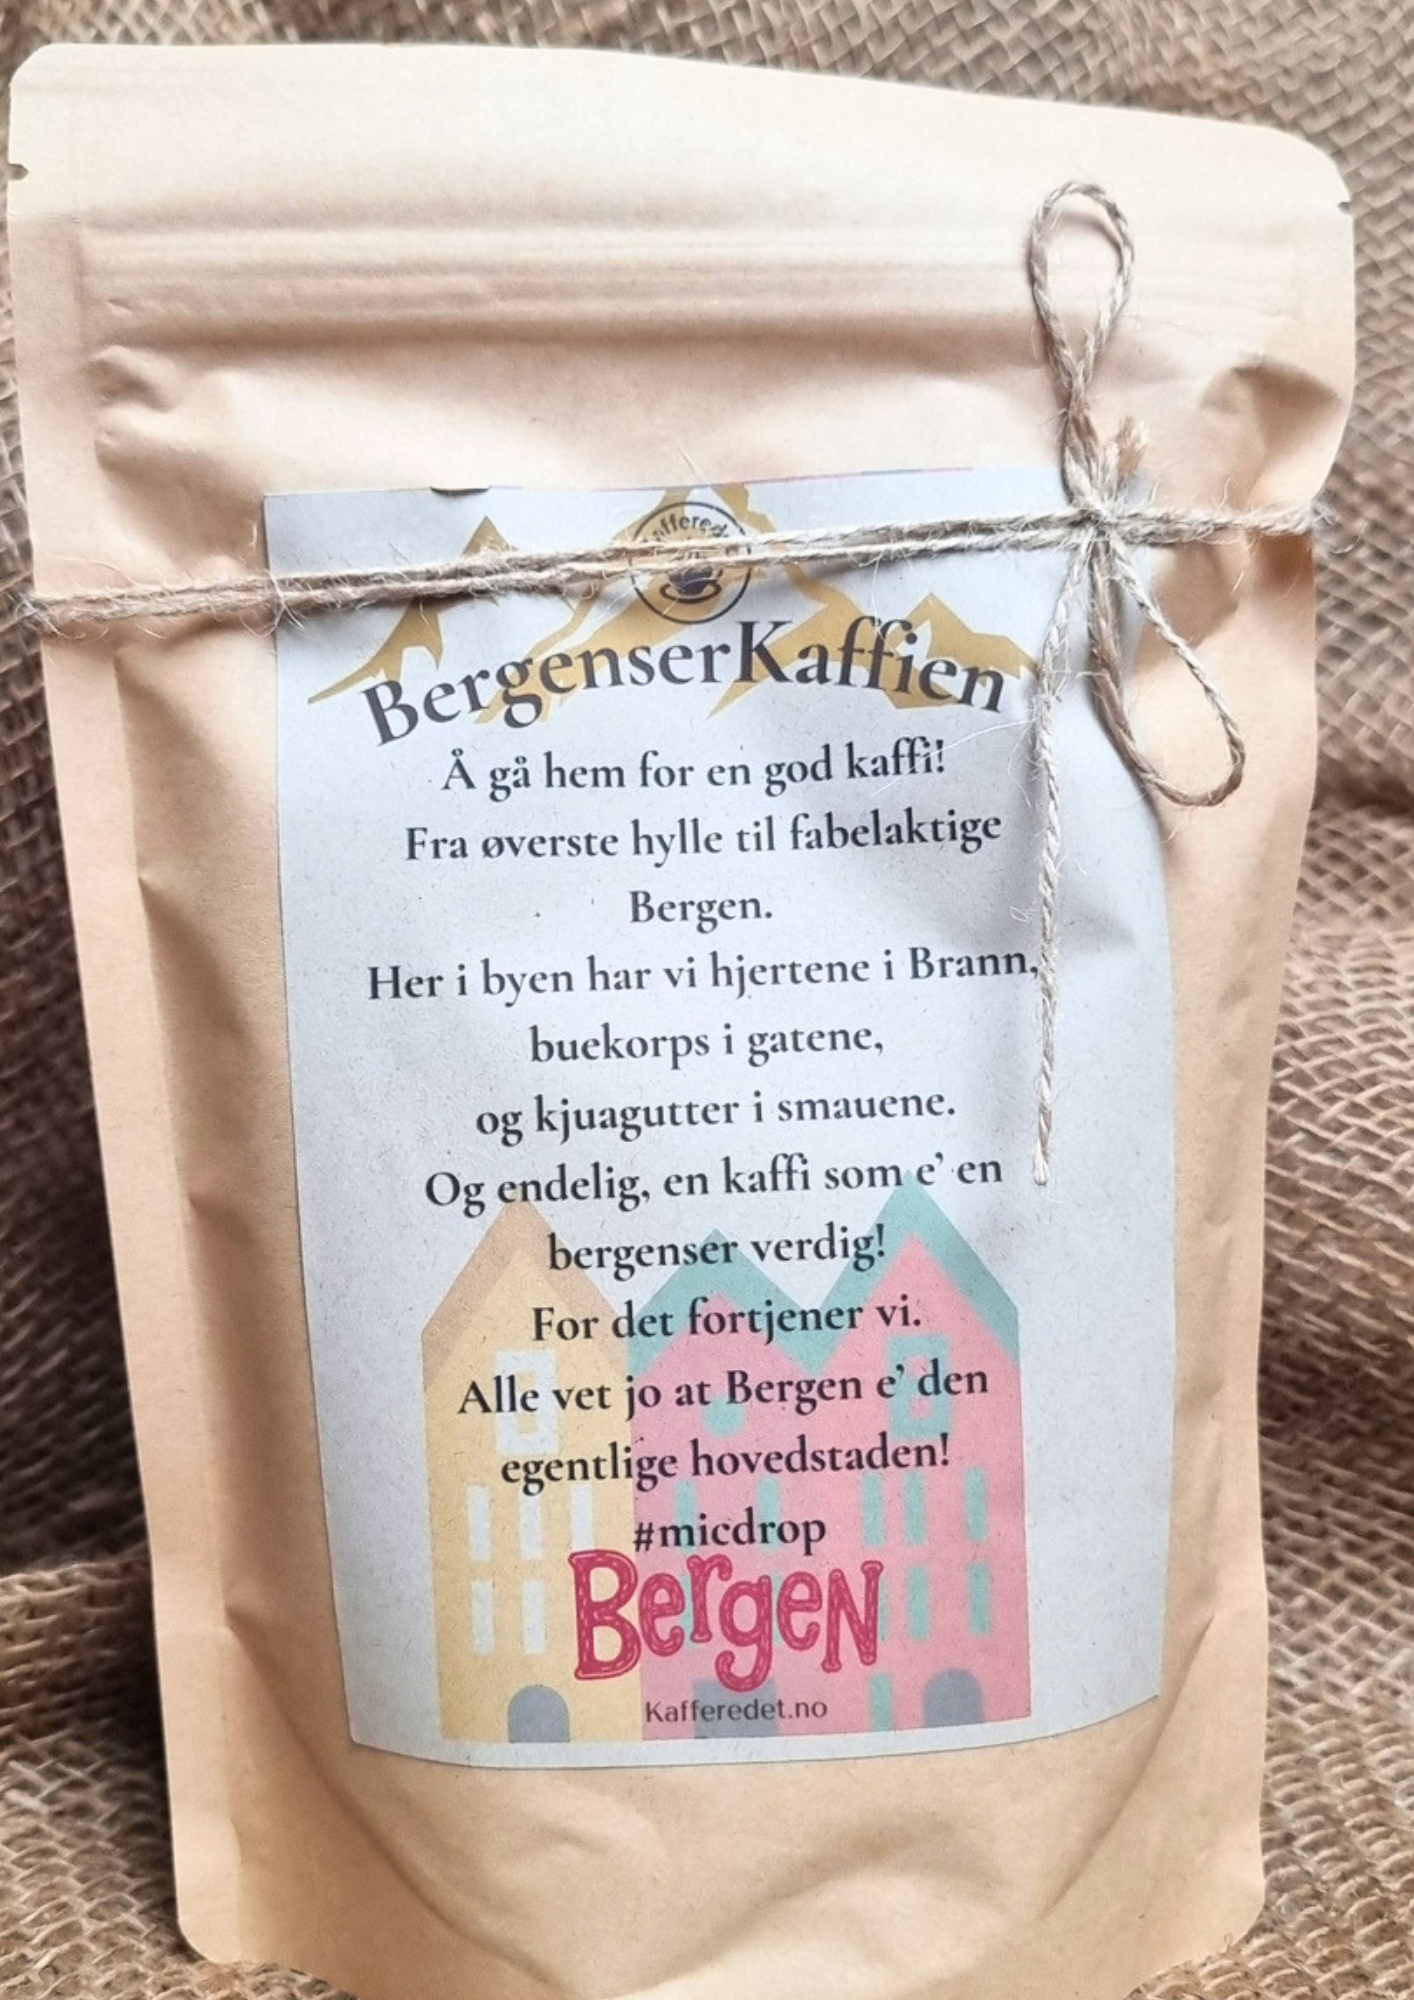 BergenserKaffien
Å gå hem for en god kaffi!
Fra øverste hylle til fabelaktige
Bergen.
Her i byen har vi hjertene i Brann,
buekorps i gatene,
og kjuagutter i smauene.
Og endelig, en kaffi som e' en
bergenser verdig!
For det fortjener vi.
Alle vet jo at Bergen e' den
egentlige hovedstaden!
#micdrop
Bergen
Kafferedet.no